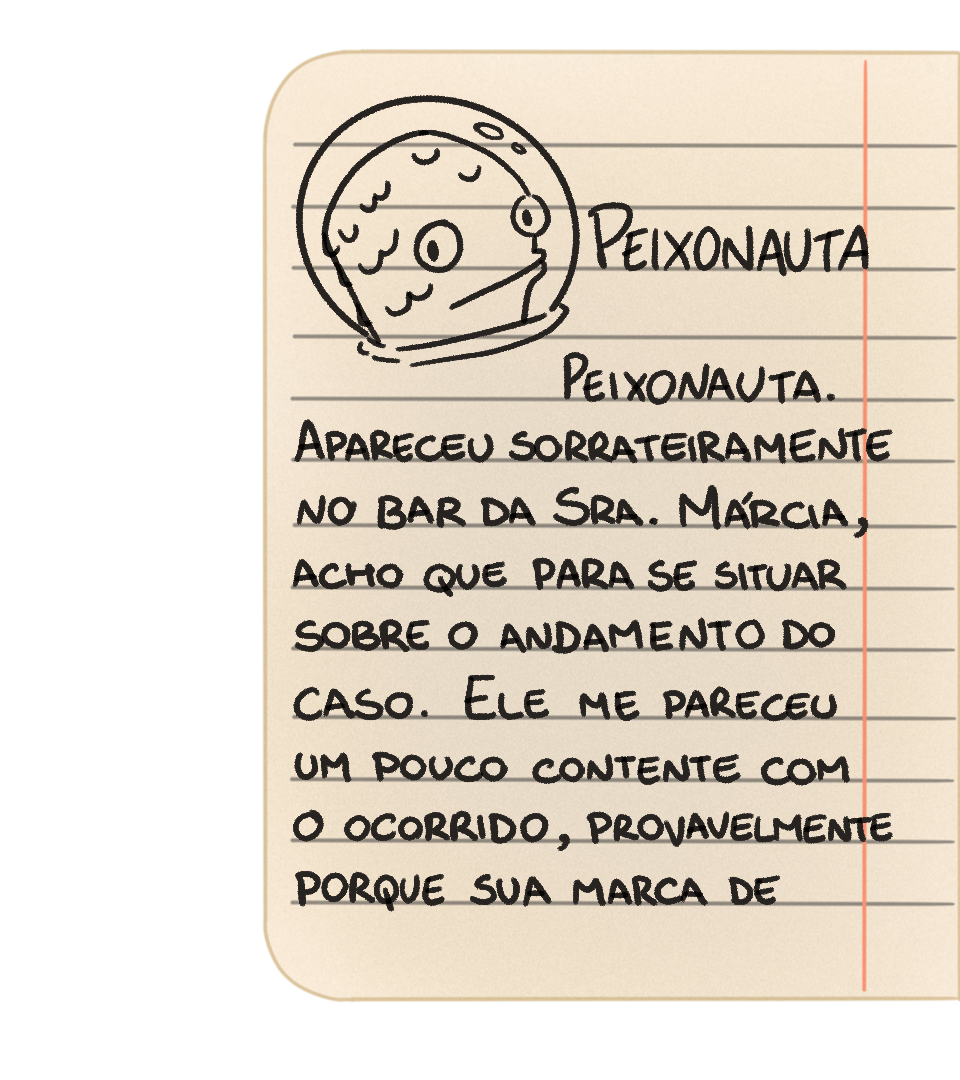 Peixonauta
Peixonauta.
Apareceu sorrateiramente
no bar da Sra. Márcia,
acho que para se situar
sobre o andamento do
caso. Ele me pareceu
um pouco contente com
o ocorrido, provavelmente
porque sua marca de